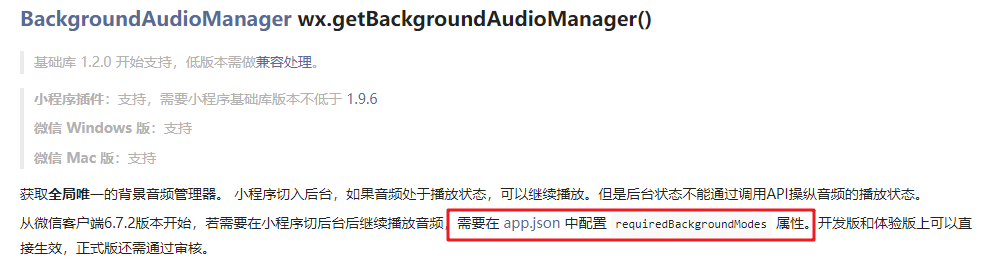 BackgroundAudioManager wx.getBackgroundAudioManager()
基础库 1.2.0 开始支持，低版本需做兼容处理。
小程序插件：支持，需要小程序基础库版本不低于 1.9.6
微信 Windows 版：支持
微信 Mac 版：支持
获取全局唯一的背景音频管理器。 小程序切入后台，如果音频处于播放状态，可以继续播放。但是后台状态不能通过调用API操纵音频的播放状态。
从微信客户端6.7.2版本开始，若需要在小程序切后台后继续播放音频，需要在 app.json 中配置 requiredBackgroundModes 属性。开发版和体验版上可以直
接生效，正式版还需通过审核。